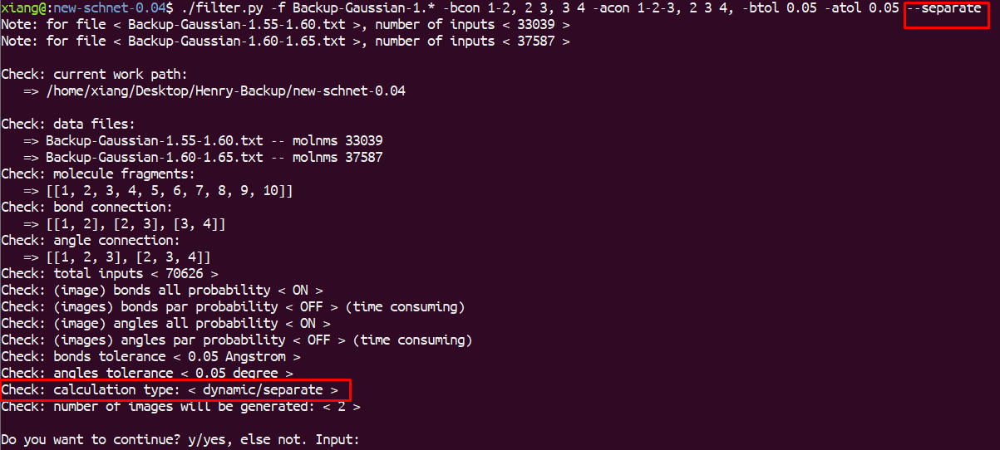 xiang@:new-schnet-0.04$ ./filter.py -f Backup-Gaussian-1.* -bcon 1-2, 2 3, 3 4 -acon 1-2-3, 2 3 4, -btol 0.05 -atol 0.05 --separate
Note: for file < Backup-Gaussian-1.55-1.60.txt >, number of inputs < 33039 >
Note: for file < Backup-Gaussian-1.60-1.65.txt >, number of inputs < 37587 >
Check: current work path:
=> /home/xiang/Desktop/Henry-Backup/new-schnet-0.04
Check: data files:
=> Backup-Gaussian-1.55-1.60.txt -- molnms 33039
=> Backup-Gaussian-1.60-1.65.txt -- molnms 37587
Check: molecule fragments:
=> [[1, 2, 3, 4, 5, 6, 7, 8, 9, 10]]
Check: bond connection:
=> [[1, 2], [2, 3], [3, 4]]
Check: angle connection:
=> [[1, 2, 3], [2, 3, 4]]
Check: total inputs < 70626 >
Check: (image) bonds all probability < ON >
Check: (images) bonds par probability < OFF > (time consuming)
Check: (image) angles all probability < ON >
Check: (images) angles par probability < OFF > (time consuming)
Check: bonds tolerance < 0.05 Angstrom >
Check: angles tolerance < 0.05 degree >
Check: calculation type: < dynamic/separate >
Check: number of images will be generated: < 2 >
Do you want to continue? y/yes, else not. Input: